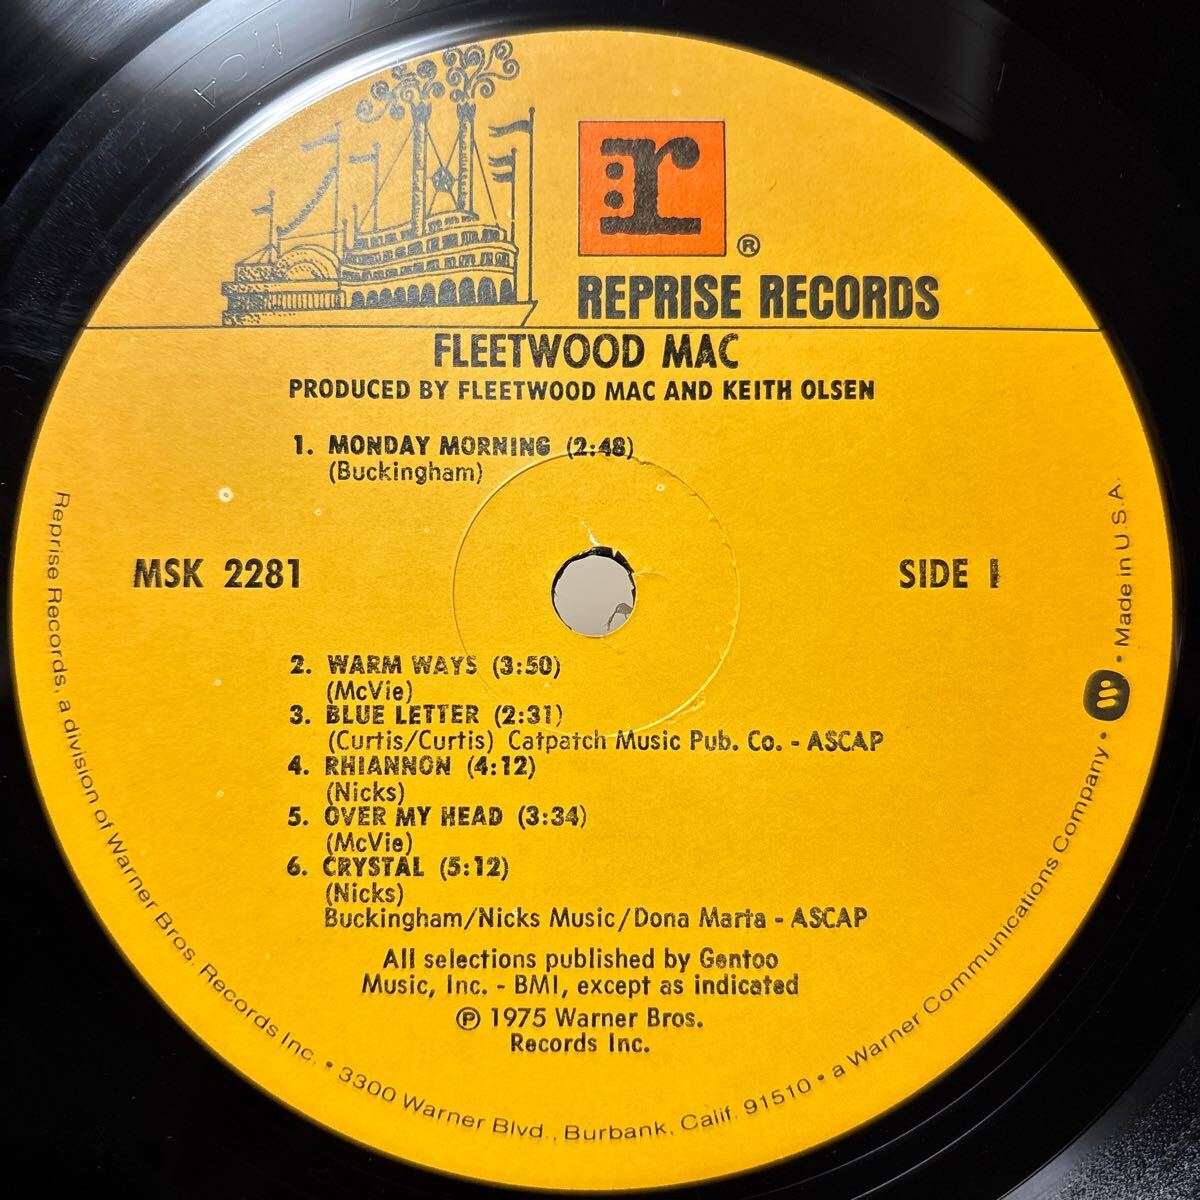 r
®
REPRISE RECORDS
FLEETWOOD MAC
PRODUCED BY FLEETWOOD MAC AND KEITH OLSEN
1. MONDAY MORNING (2:48)
(Buckingham)
MSK 2281
SIDE 1
2. WARM WAYS (3:50)
(McVie)
3. BLUE LETTER (2:31)
(Curtis/Curtis) Catpatch Music Pub. Co. - ASCAP
4. RHIANNON (4:12)
(Nicks)
5. OVER MY HEAD (3:34)
(McVie)
6. CRYSTAL (5:12)
(Nicks)
Buckingham/Nicks Music/Dona Marta - ASCAP
All selections published by Gentoo
Music, Inc. - BMI, except as indicated
℗ 1975 Warner Bros.
Records Inc.
Reprise Records, a division of Warner Bros. Records Inc. • 3300 Warner Blvd., Burbank, Calif. 91510 • a Warner Communications Company • W • Made in U.S.A.